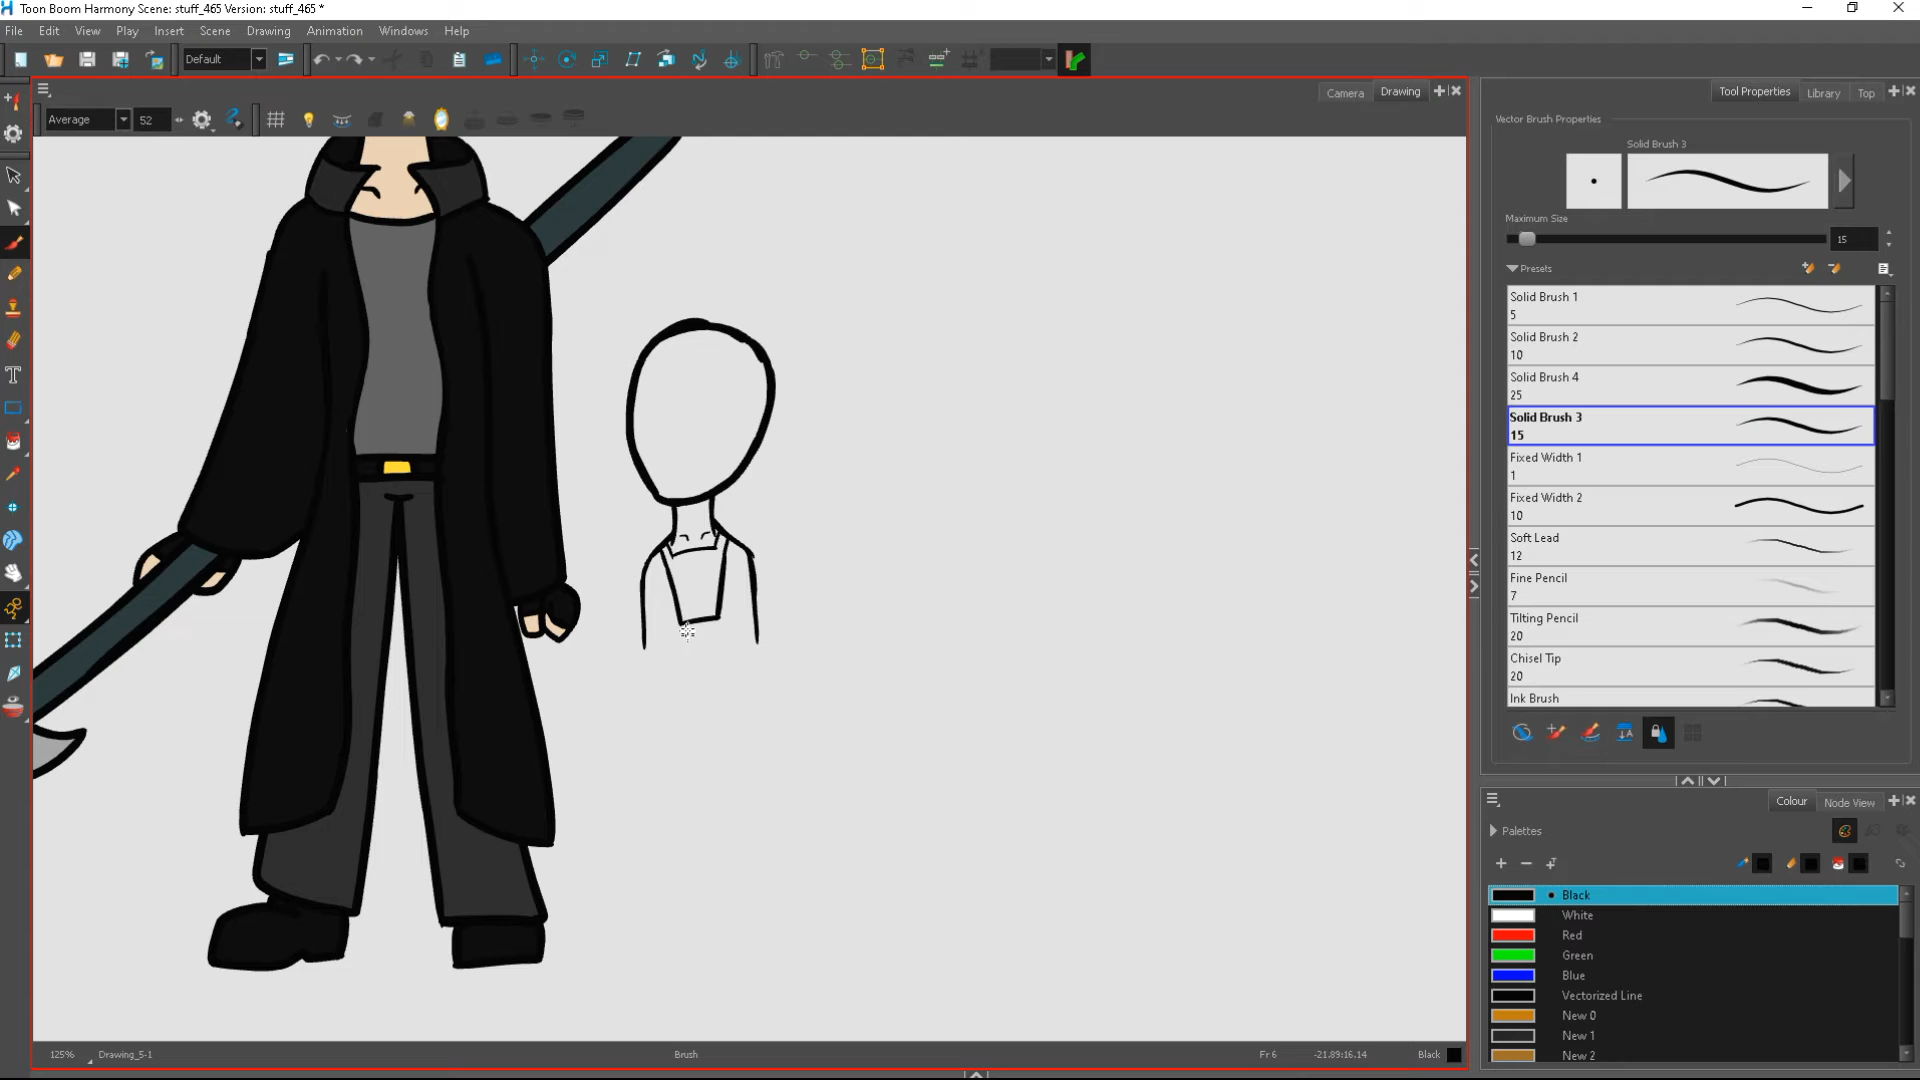 Toon Boom Harmony Scene: stuff_465 Version: stuff_465 *
File Edit View Play Insert Scene Drawing Animation Windows Help
Default
Camera Drawing
Average 52
Tool Properties Library Top
Vector Brush Properties
Solid Brush 3
Maximum Size
15
Presets
Solid Brush 1
5
Solid Brush 2
10
Solid Brush 4
25
Solid Brush 3
15
Fixed Width 1
1
Fixed Width 2
10
Soft Lead
12
Fine Pencil
7
Tilting Pencil
20
Chisel Tip
20
Ink Brush
Colour Node View
Palettes
Black
White
Red
Green
Blue
Vectorized Line
New 0
New 1
New 2
125% Drawing_5-1 Brush Fr 6 -21.89:16.14 Black